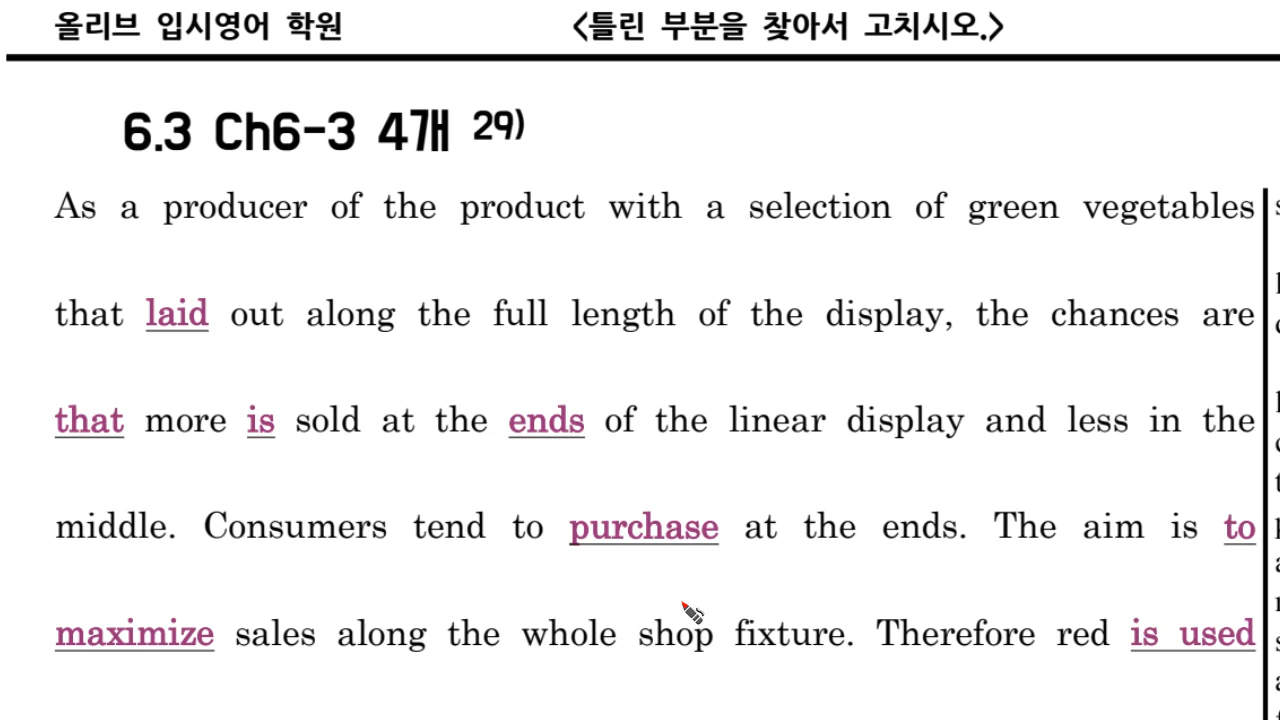 올리브 입시영어 학원 <틀린 부분을 찾아서 고치시오.>
6.3 Ch6-3 4개 29)
As a producer of the product with a selection of green vegetables
that laid out along the full length of the display, the chances are
that more is sold at the ends of the linear display and less in the
middle. Consumers tend to purchase at the ends. The aim is to
maximize sales along the whole shop fixture. Therefore red is used